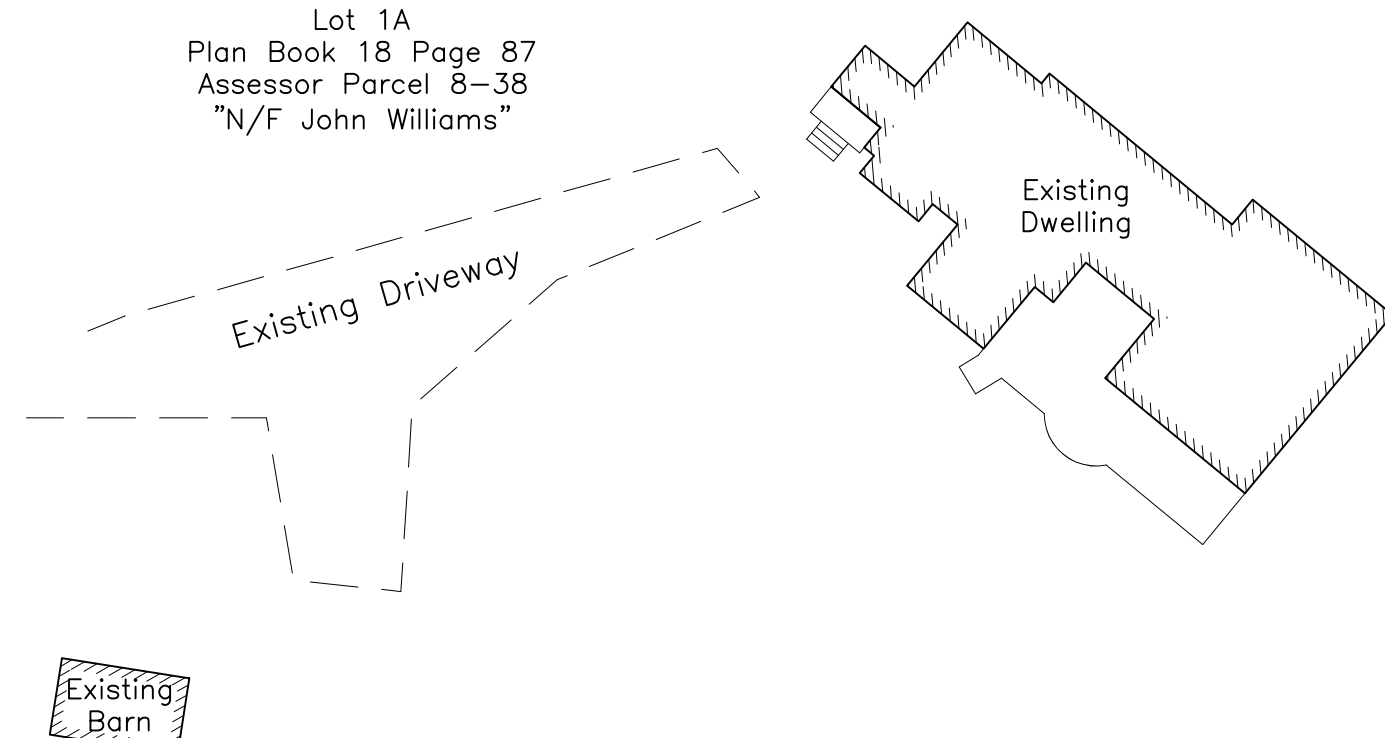 Lot 1A
Plan Book 18 Page 87
Assessor Parcel 8-38
"N/F John Williams"
Existing
Dwelling
Existing Driveway
Existing
Barn